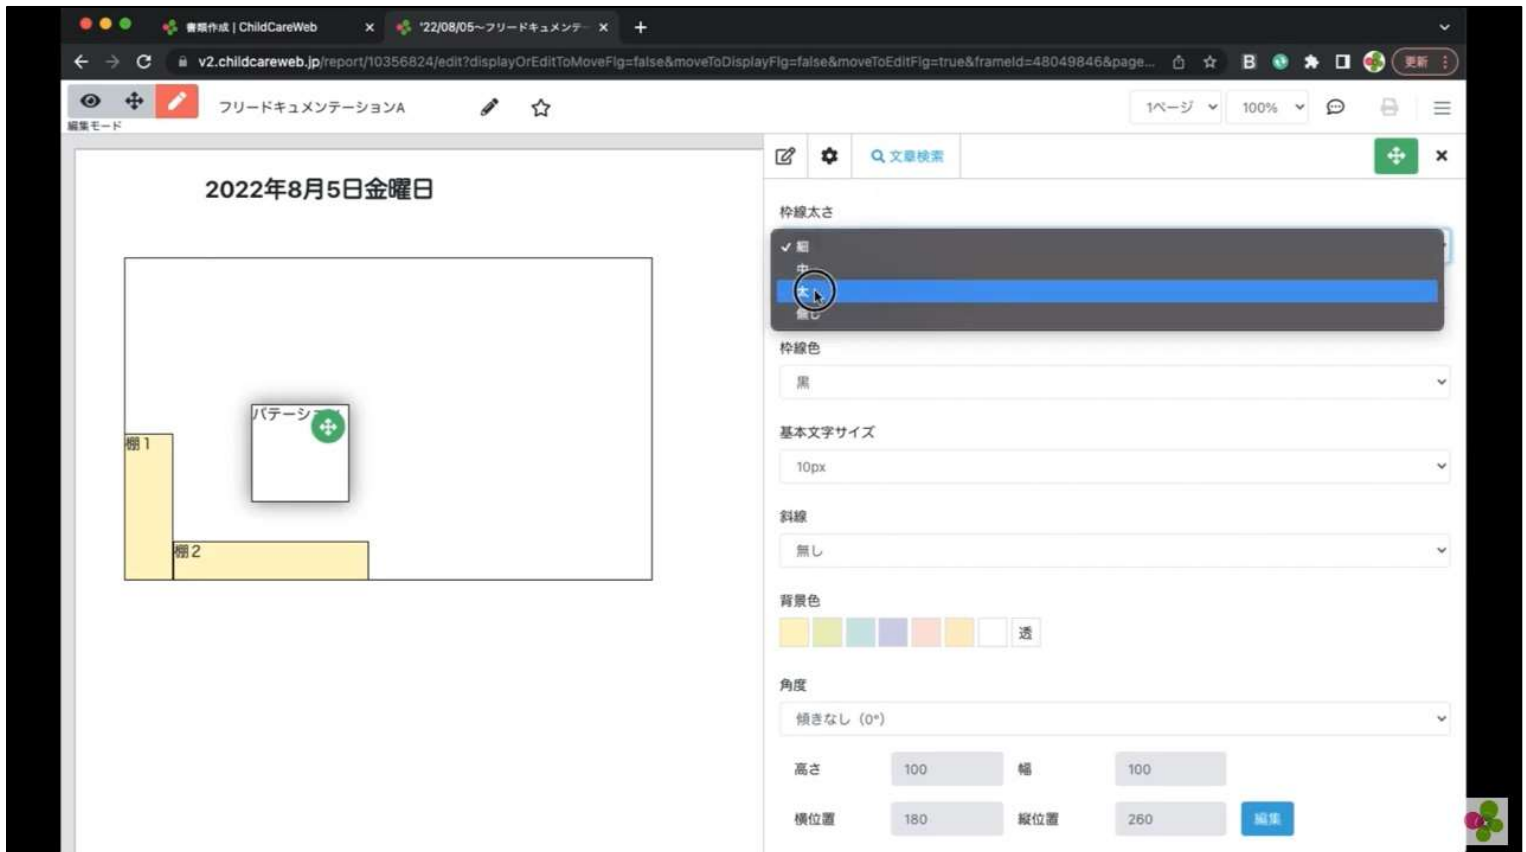 書類作成 | ChildCareWeb
'22/08/05〜フリードキュメンテー
v2.childcareweb.jp/report/10356824/edit?displayOrEditToMoveFlg=false&moveToDisplayFlg=false&moveToEditFlg=true&frameId=48049846&page...
B
更新
編集モード
フリードキュメンテーションA
1ページ
100%
文章検索
2022年8月5日金曜日
枠線太さ
細
中
太
無し
枠線色
黒
パテーション
棚1
基本文字サイズ
10px
斜線
無し
棚2
背景色
透
角度
傾きなし（0°）
高さ 100 幅 100
横位置 180 縦位置 260 編集